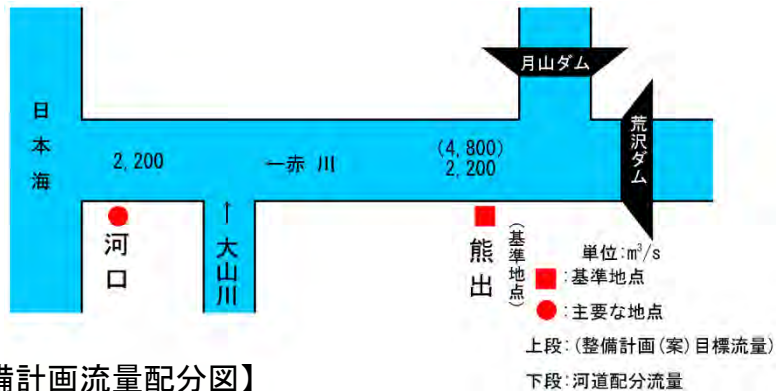 月山ダム
荒沢ダム
日本海
2,200
←赤川
(4,800)
2,200
河口
↑大山川
熊出
(基準地点)
単位:m³/s
■:基準地点
●:主要な地点
上段:(整備計画(案)目標流量)
下段:河道配分流量
備計画流量配分図】